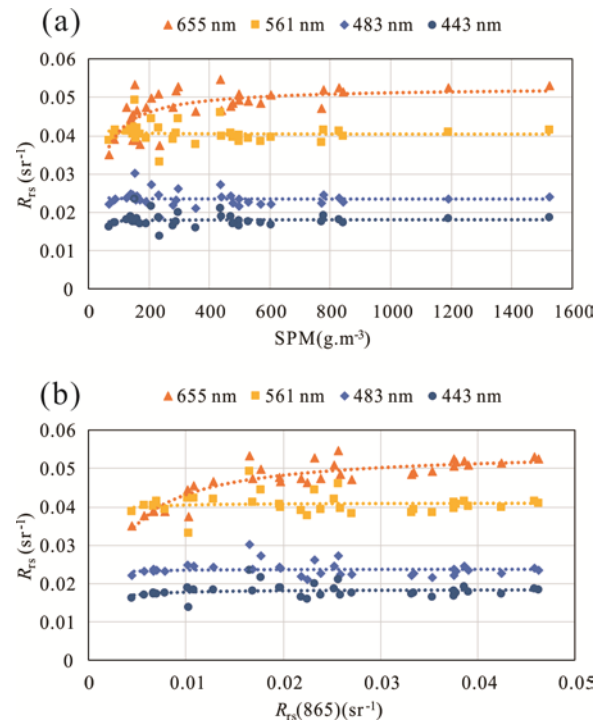 (a)
655 nm 561 nm 483 nm 443 nm
0.06
0.05
0.04
0.03
0.02
0.01
0
Rrs (sr-1)
0 200 400 600 800 1000 1200 1400 1600
SPM(g.m-3)
(b)
655 nm 561 nm 483 nm 443 nm
0.06
0.05
0.04
0.03
0.02
0.01
0
Rrs (sr-1)
0 0.01 0.02 0.03 0.04 0.05
Rrs(865)(sr-1)